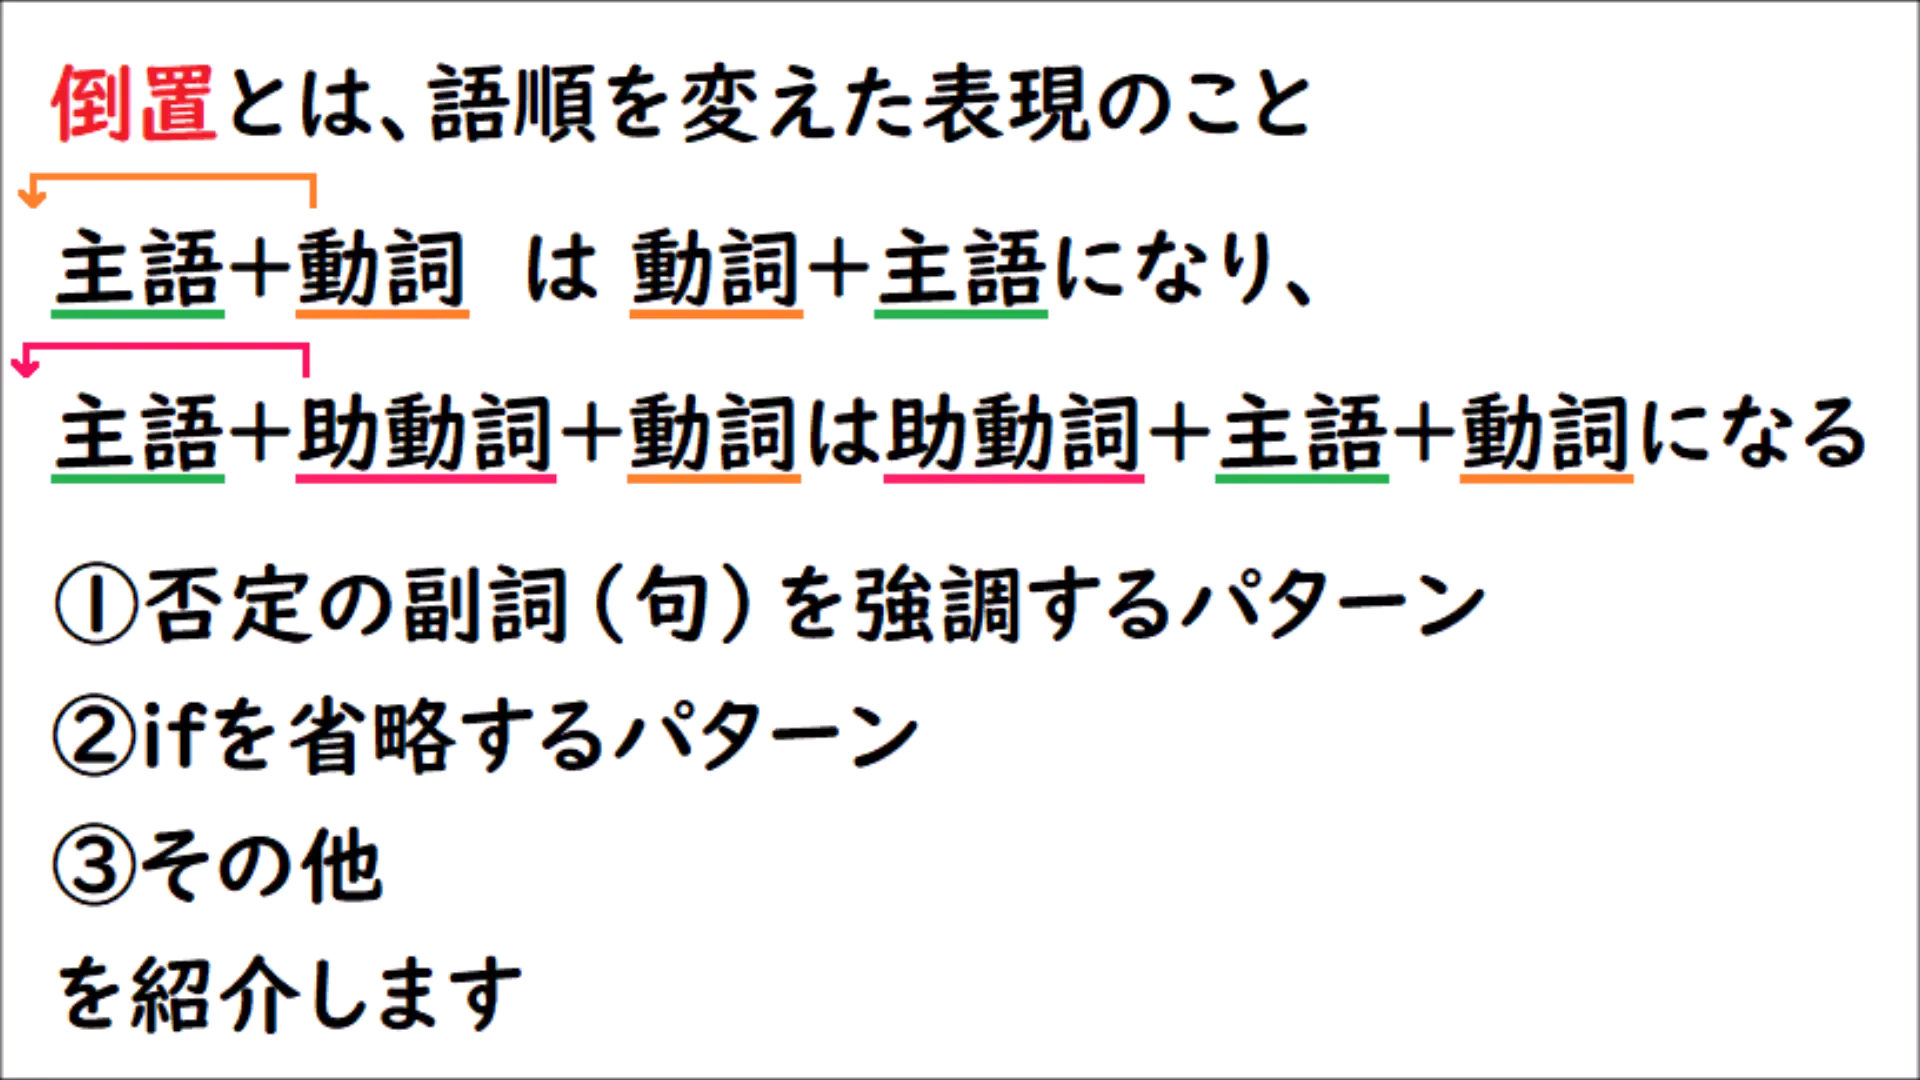 倒置とは、語順を変えた表現のこと
主語+動詞 は 動詞+主語になり、
主語+助動詞+動詞は助動詞+主語+動詞になる
①否定の副詞（句）を強調するパターン
②ifを省略するパターン
③その他
を紹介します